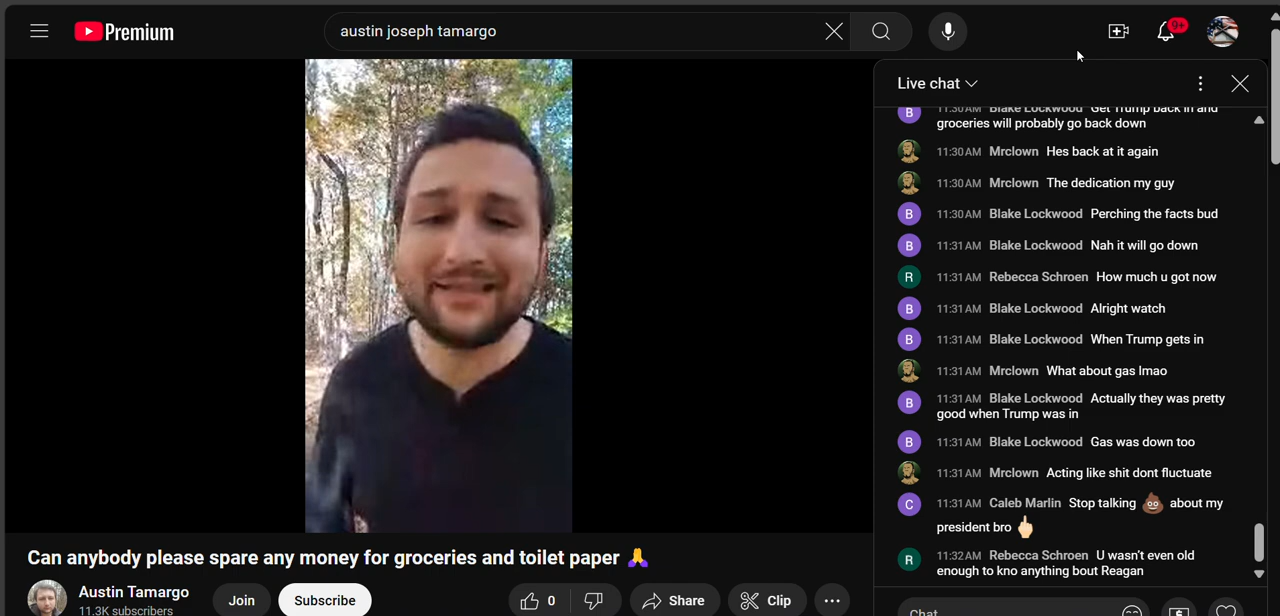 Premium
austin joseph tamargo
9+
Live chat
11:30 AM Blake Lockwood Get Trump back in and
groceries will probably go back down
11:30 AM Mrclown Hes back at it again
11:30 AM Mrclown The dedication my guy
B 11:30 AM Blake Lockwood Perching the facts bud
B 11:31 AM Blake Lockwood Nah it will go down
R 11:31 AM Rebecca Schroen How much u got now
B 11:31 AM Blake Lockwood Alright watch
B 11:31 AM Blake Lockwood When Trump gets in
11:31 AM Mrclown What about gas lmao
B 11:31 AM Blake Lockwood Actually they was pretty
good when Trump was in
B 11:31 AM Blake Lockwood Gas was down too
11:31 AM Mrclown Acting like shit dont fluctuate
C 11:31 AM Caleb Marlin Stop talking 💩 about my
president bro 🖕🏻
R 11:32 AM Rebecca Schroen U wasn't even old
enough to kno anything bout Reagan
Chat
Can anybody please spare any money for groceries and toilet paper 🙏
Austin Tamargo
11.3K subscribers
Join
Subscribe
0
Share
Clip